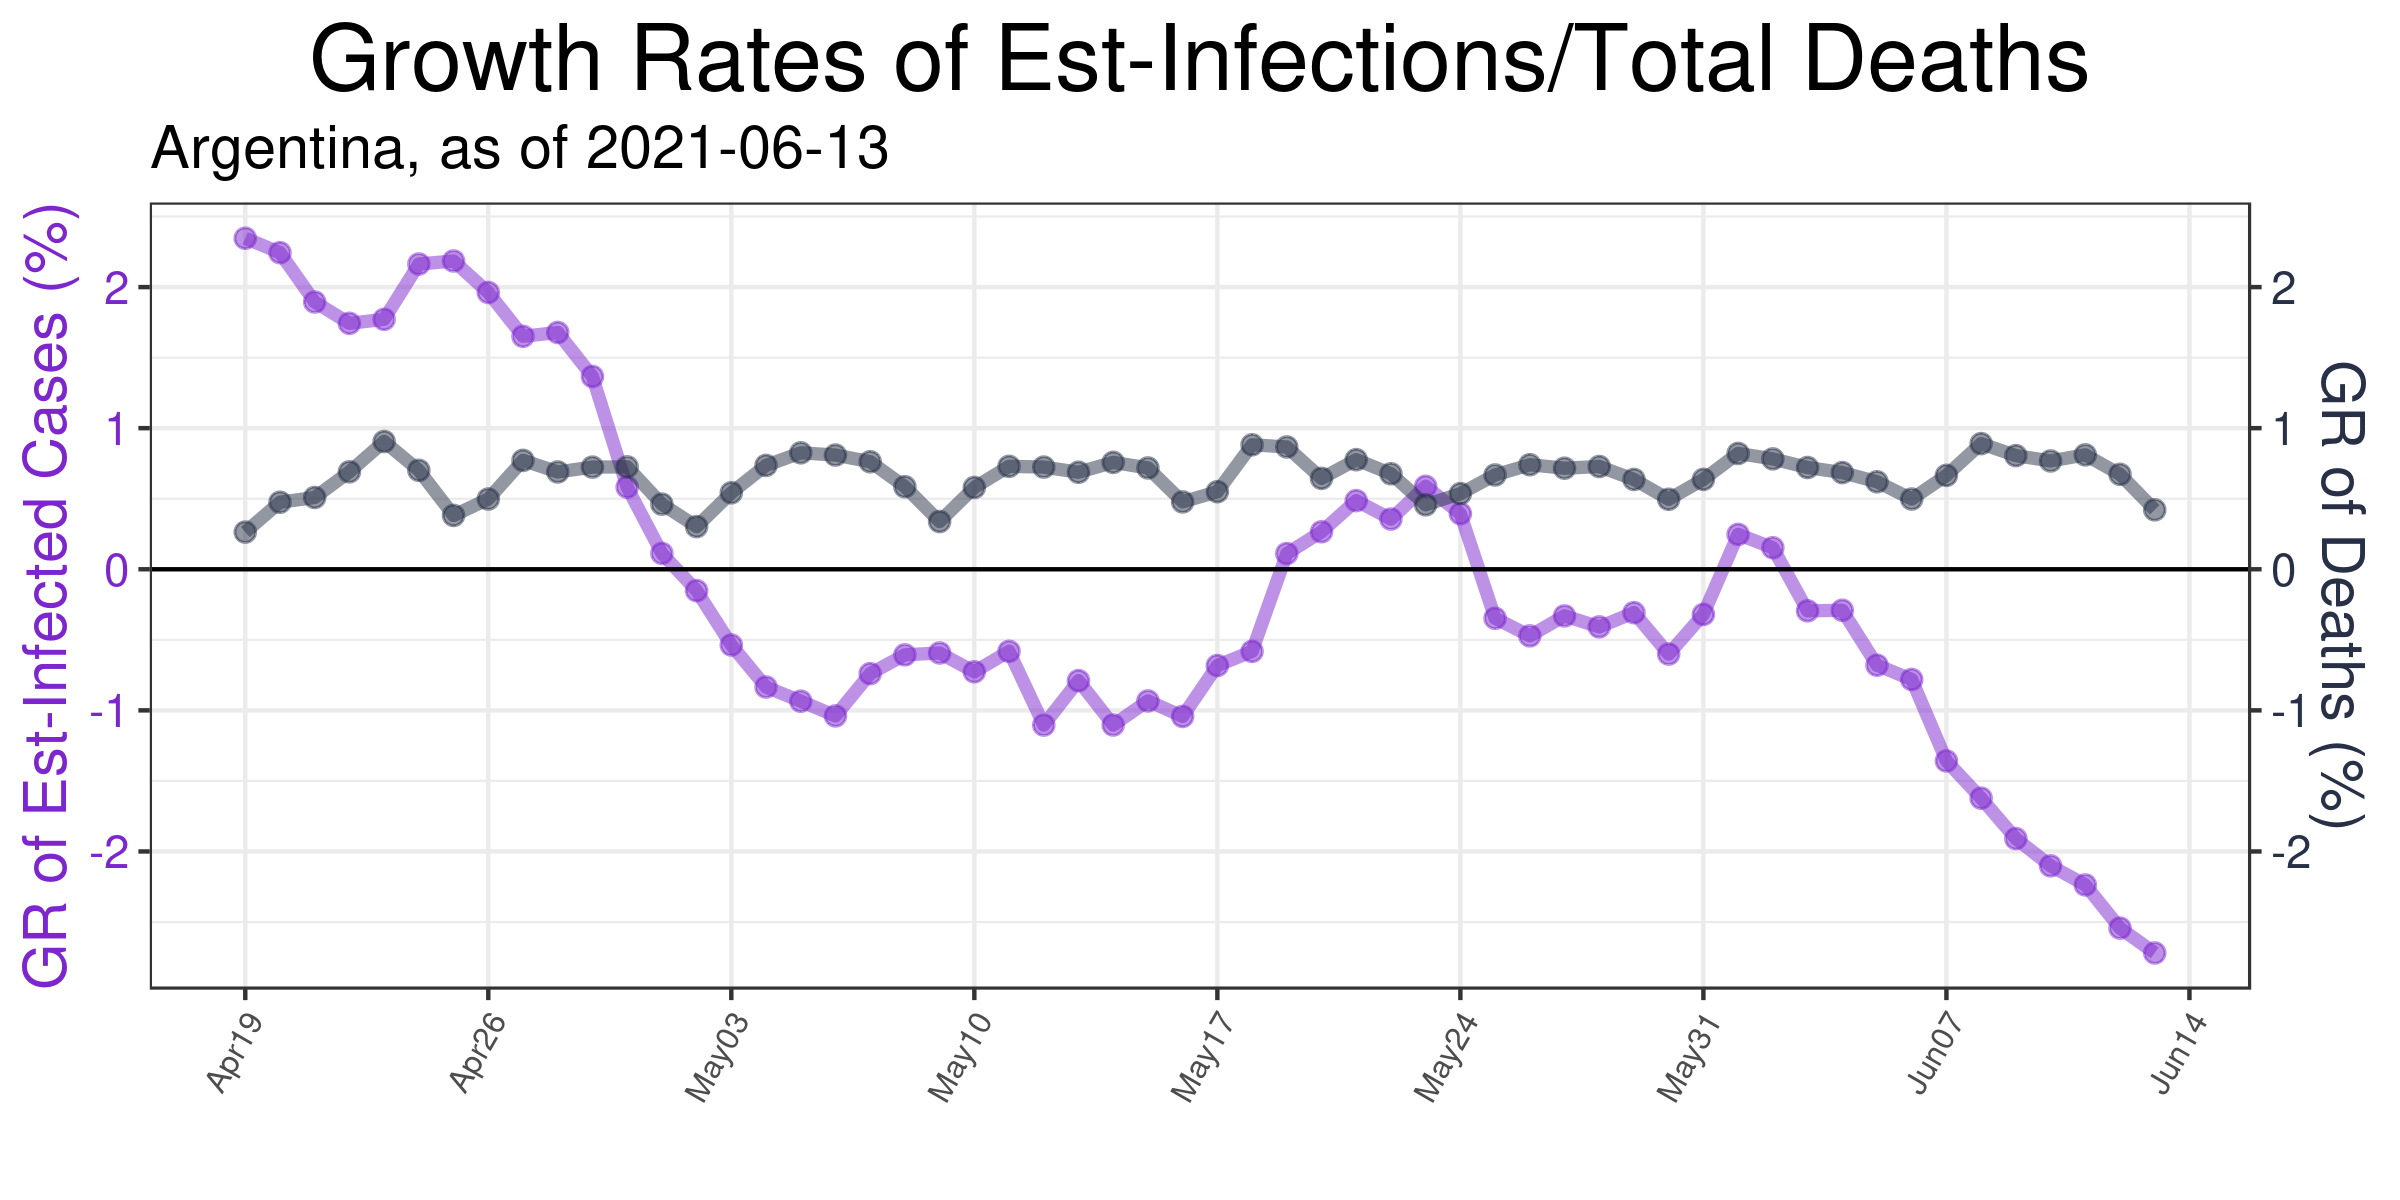 Growth Rates of Est-Infections/Total Deaths
Argentina, as of 2021-06-13
GR of Est-Infected Cases (%)
2
1
0
-1
-2
2
1
0
-1
-2
GR of Deaths (%)
Apr19
Apr26
May03
May10
May17
May24
May31
Jun07
Jun14